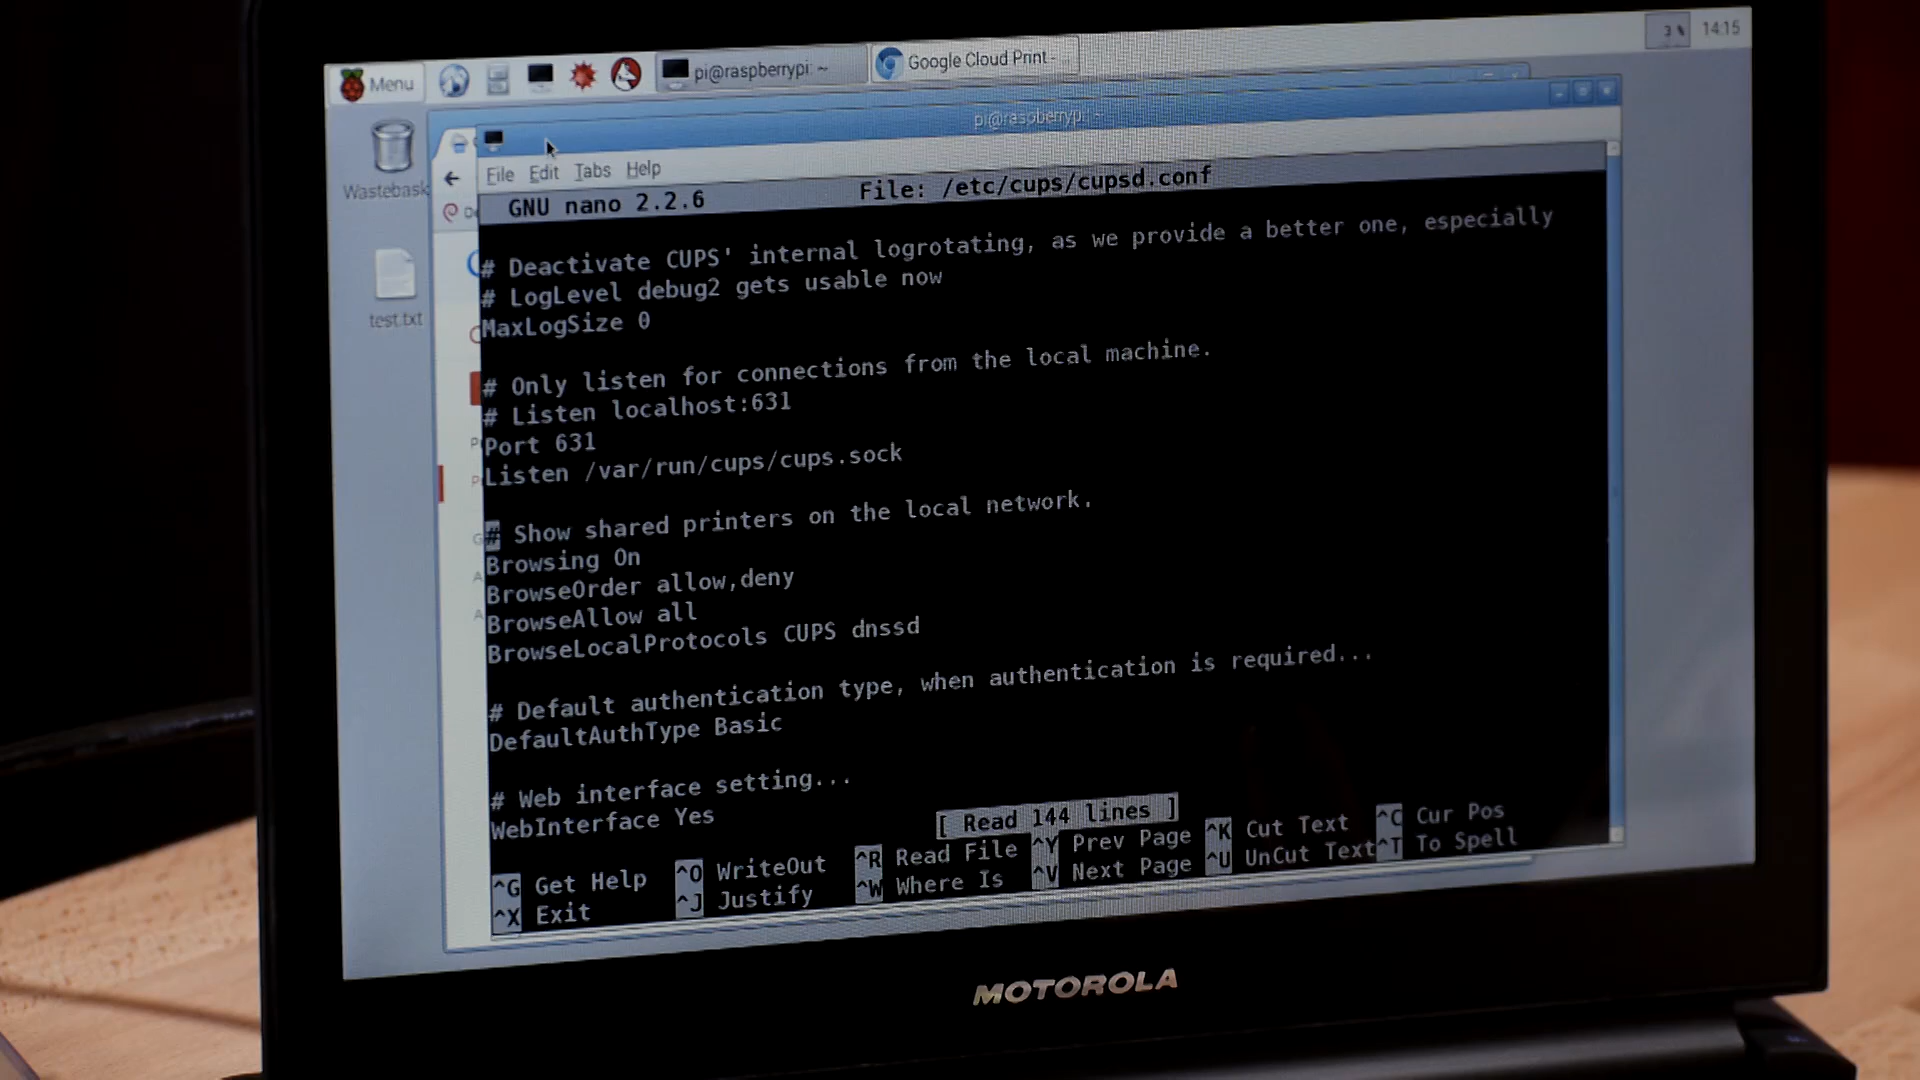 Menu
pi@raspberrypi: ~
Google Cloud Print -
3 %
14:15
pi@raspberrypi: ~
Wastebask
File Edit Tabs Help
GNU nano 2.2.6
File: /etc/cups/cupsd.conf
test.txt
# Deactivate CUPS' internal logrotating, as we provide a better one, especially
# LogLevel debug2 gets usable now
MaxLogSize 0
# Only listen for connections from the local machine.
# Listen localhost:631
Port 631
Listen /var/run/cups/cups.sock
# Show shared printers on the local network.
Browsing On
BrowseOrder allow,deny
BrowseAllow all
BrowseLocalProtocols CUPS dnssd
# Default authentication type, when authentication is required...
DefaultAuthType Basic
# Web interface setting...
WebInterface Yes
[ Read 144 lines ]
^G Get Help ^O WriteOut ^R Read File ^Y Prev Page ^K Cut Text ^C Cur Pos
^X Exit ^J Justify ^W Where Is ^V Next Page ^U UnCut Text ^T To Spell
MOTOROLA